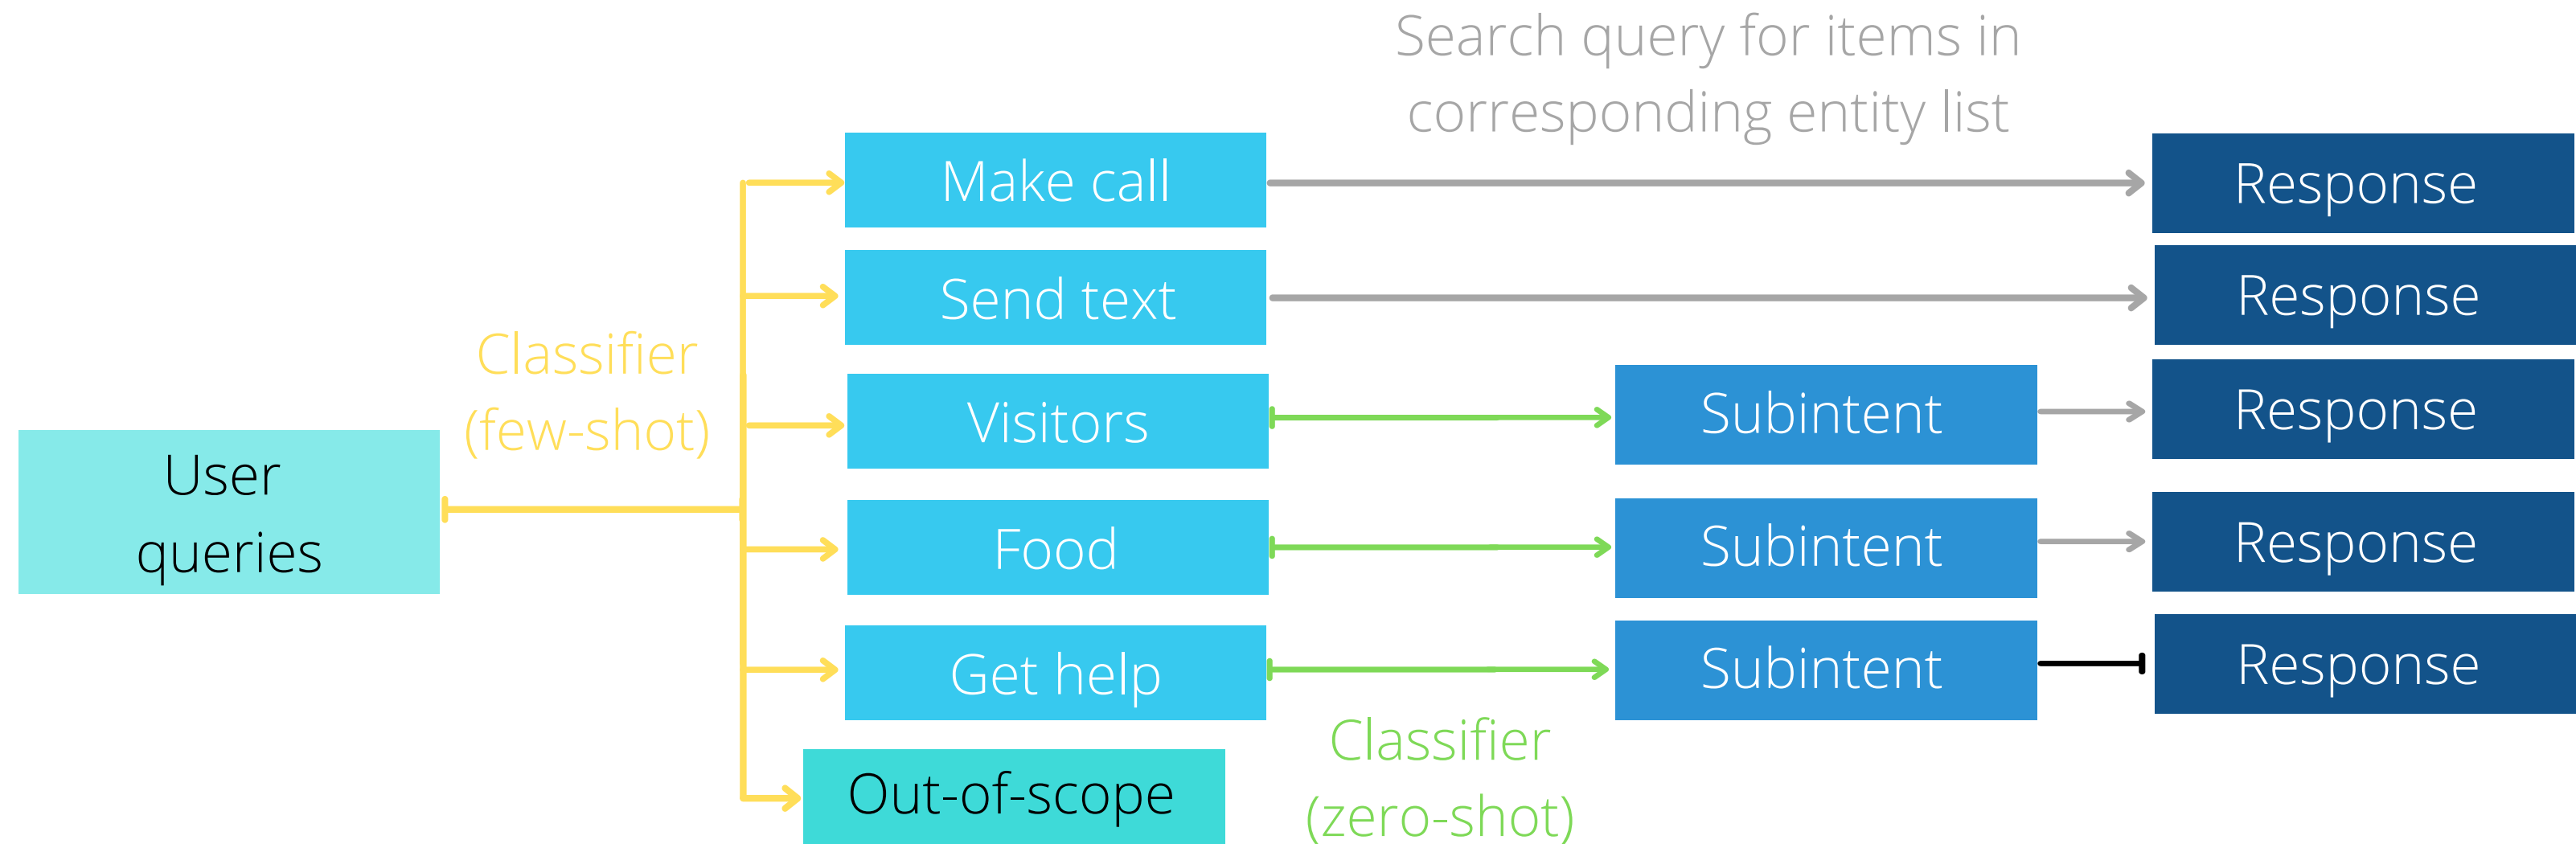 Search query for items in
corresponding entity list
Make call
Response
Send text
Response
Classifier
(few-shot)
Visitors
Subintent
Response
User
queries
Food
Subintent
Response
Get help
Subintent
Response
Out-of-scope
Classifier
(zero-shot)